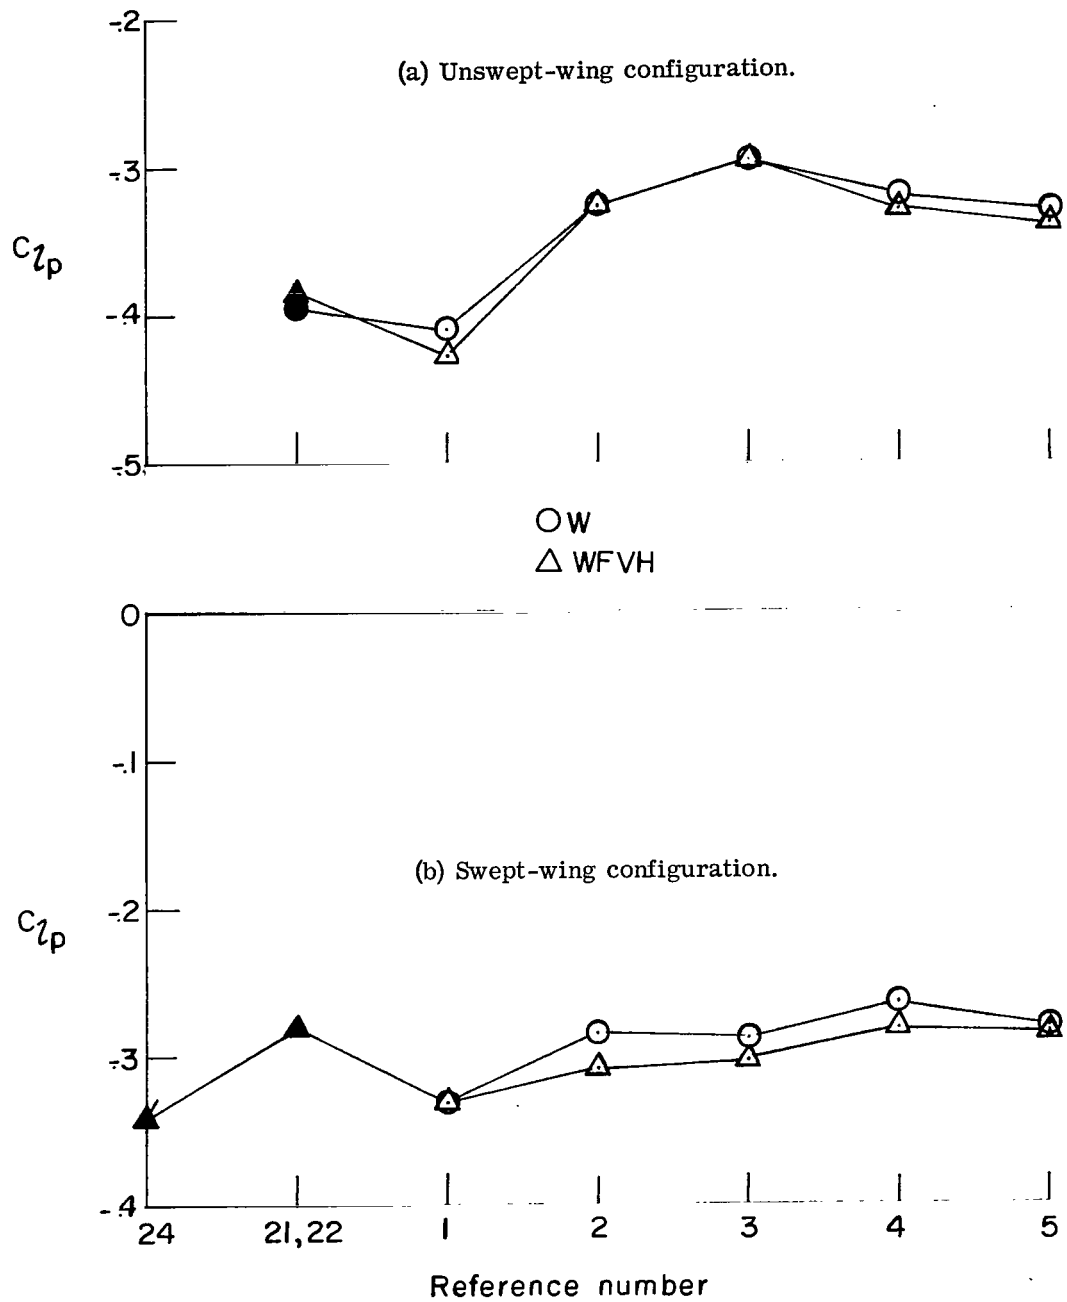 -.2
(a) Unswept-wing configuration.
-.3
C_lp
-.4
-.5
W
WFVH
0
-.1
(b) Swept-wing configuration.
-.2
C_lp
-.3
-.4
24 21,22 1 2 3 4 5
Reference number